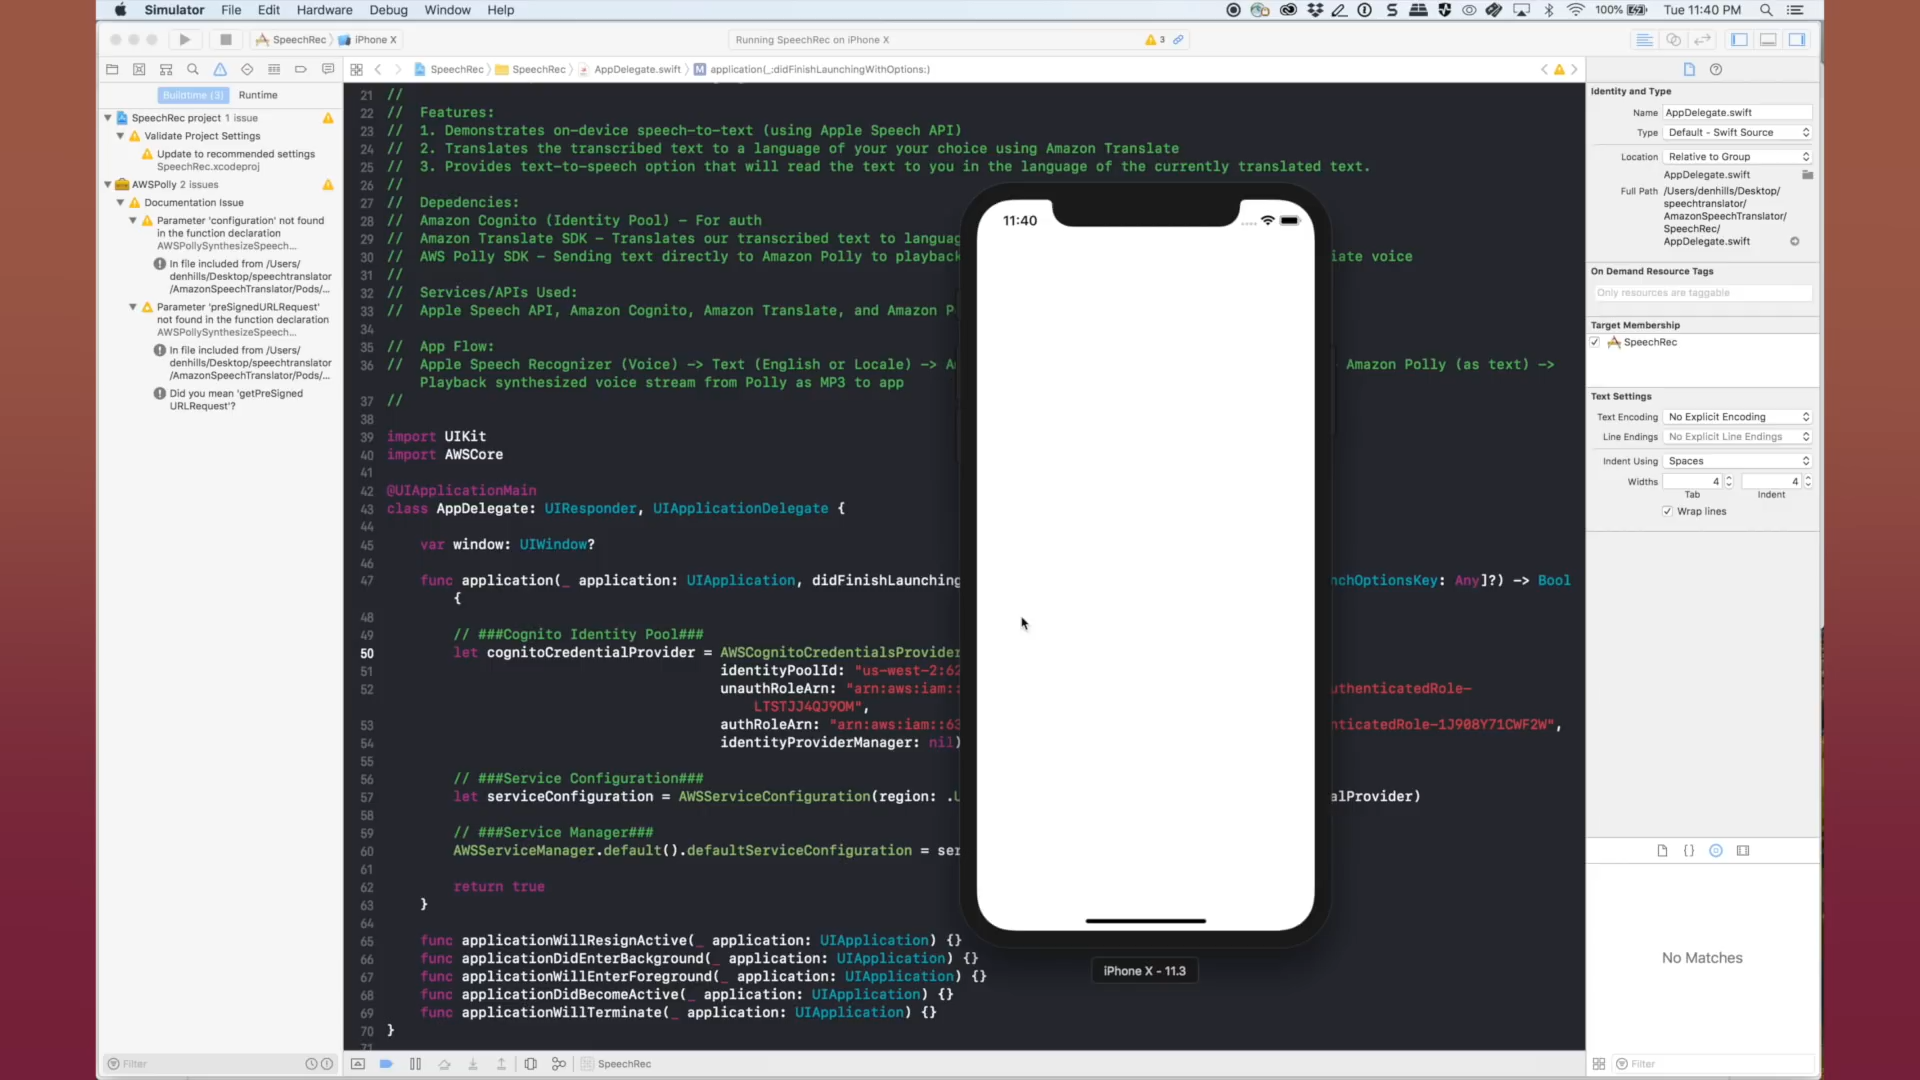 Simulator File Edit Hardware Debug Window Help
100% Tue 11:40 PM
SpeechRec iPhone X
Running SpeechRec on iPhone X
3
SpeechRec SpeechRec AppDelegate.swift M application(_:didFinishLaunchingWithOptions:)
Buildtime (3) Runtime
SpeechRec project 1 issue
Validate Project Settings
Update to recommended settings
SpeechRec.xcodeproj
AWSPolly 2 issues
Documentation Issue
Parameter 'configuration' not found
in the function declaration
AWSPollySynthesizeSpeech...
In file included from /Users/
denhills/Desktop/speechtranslator
/AmazonSpeechTranslator/Pods/...
Parameter 'preSignedURLRequest'
not found in the function declaration
AWSPollySynthesizeSpeech...
In file included from /Users/
denhills/Desktop/speechtranslator
/AmazonSpeechTranslator/Pods/...
Did you mean 'getPreSigned
URLRequest'?
Filter
21 //
22 // Features:
23 // 1. Demonstrates on-device speech-to-text (using Apple Speech API)
24 // 2. Translates the transcribed text to a language of your your choice using Amazon Translate
25 // 3. Provides text-to-speech option that will read the text to you in the language of the currently translated text.
26 //
27 // Depedencies:
28 // Amazon Cognito (Identity Pool) – For auth
29 // Amazon Translate SDK – Translates our transcribed text to languag
30 // AWS Polly SDK – Sending text directly to Amazon Polly to playback iate voice
31 //
32 // Services/APIs Used:
33 // Apple Speech API, Amazon Cognito, Amazon Translate, and Amazon P
34
35 // App Flow:
36 // Apple Speech Recognizer (Voice) –> Text (English or Locale) –> A Amazon Polly (as text) –>
Playback synthesized voice stream from Polly as MP3 to app
37 //
38
39 import UIKit
40 import AWSCore
41
42 @UIApplicationMain
43 class AppDelegate: UIResponder, UIApplicationDelegate {
44
45 var window: UIWindow?
46
47 func application(_ application: UIApplication, didFinishLaunching nchOptionsKey: Any]?) -> Bool
{
48
49 // ###Cognito Identity Pool###
50 let cognitoCredentialProvider = AWSCognitoCredentialsProvider
51 identityPoolId: "us-west-2:62
52 unauthRoleArn: "arn:aws:iam:: uthenticatedRole-
LTSTJJ4QJ9OM",
53 authRoleArn: "arn:aws:iam::63 nticatedRole-1J908Y71CWF2W",
54 identityProviderManager: nil)
55
56 // ###Service Configuration###
57 let serviceConfiguration = AWSServiceConfiguration(region: .U alProvider)
58
59 // ###Service Manager###
60 AWSServiceManager.default().defaultServiceConfiguration = ser
61
62 return true
63 }
64
65 func applicationWillResignActive(_ application: UIApplication) {}
66 func applicationDidEnterBackground(_ application: UIApplication) {}
67 func applicationWillEnterForeground(_ application: UIApplication) {}
68 func applicationDidBecomeActive(_ application: UIApplication) {}
69 func applicationWillTerminate(_ application: UIApplication) {}
70 }
71
SpeechRec
11:40
iPhone X - 11.3
Identity and Type
Name AppDelegate.swift
Type Default - Swift Source
Location Relative to Group
AppDelegate.swift
Full Path /Users/denhills/Desktop/
speechtranslator/
AmazonSpeechTranslator/
SpeechRec/
AppDelegate.swift
On Demand Resource Tags
Only resources are taggable
Target Membership
SpeechRec
Text Settings
Text Encoding No Explicit Encoding
Line Endings No Explicit Line Endings
Indent Using Spaces
Widths 4 4
Tab Indent
Wrap lines
No Matches
Filter